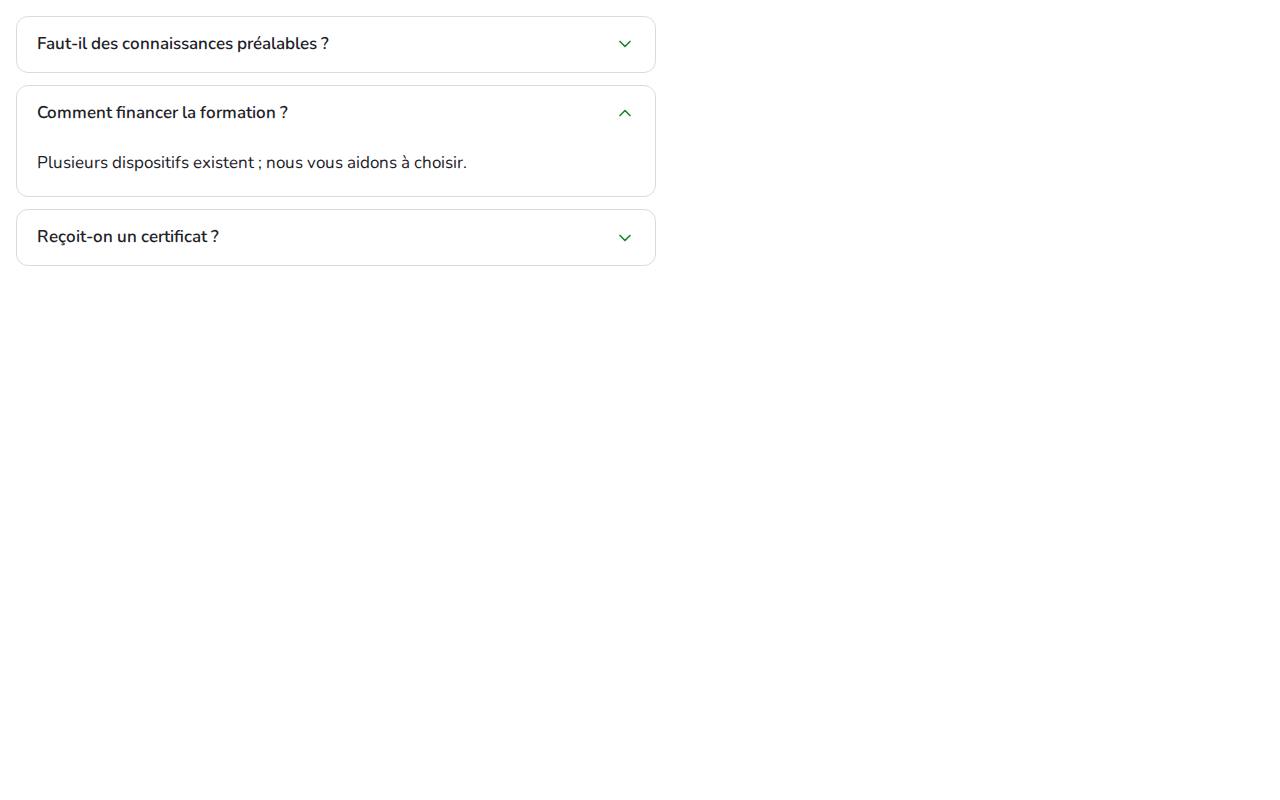 Faut-il des connaissances préalables ?
Comment financer la formation ?
Plusieurs dispositifs existent ; nous vous aidons à choisir.
Reçoit-on un certificat ?